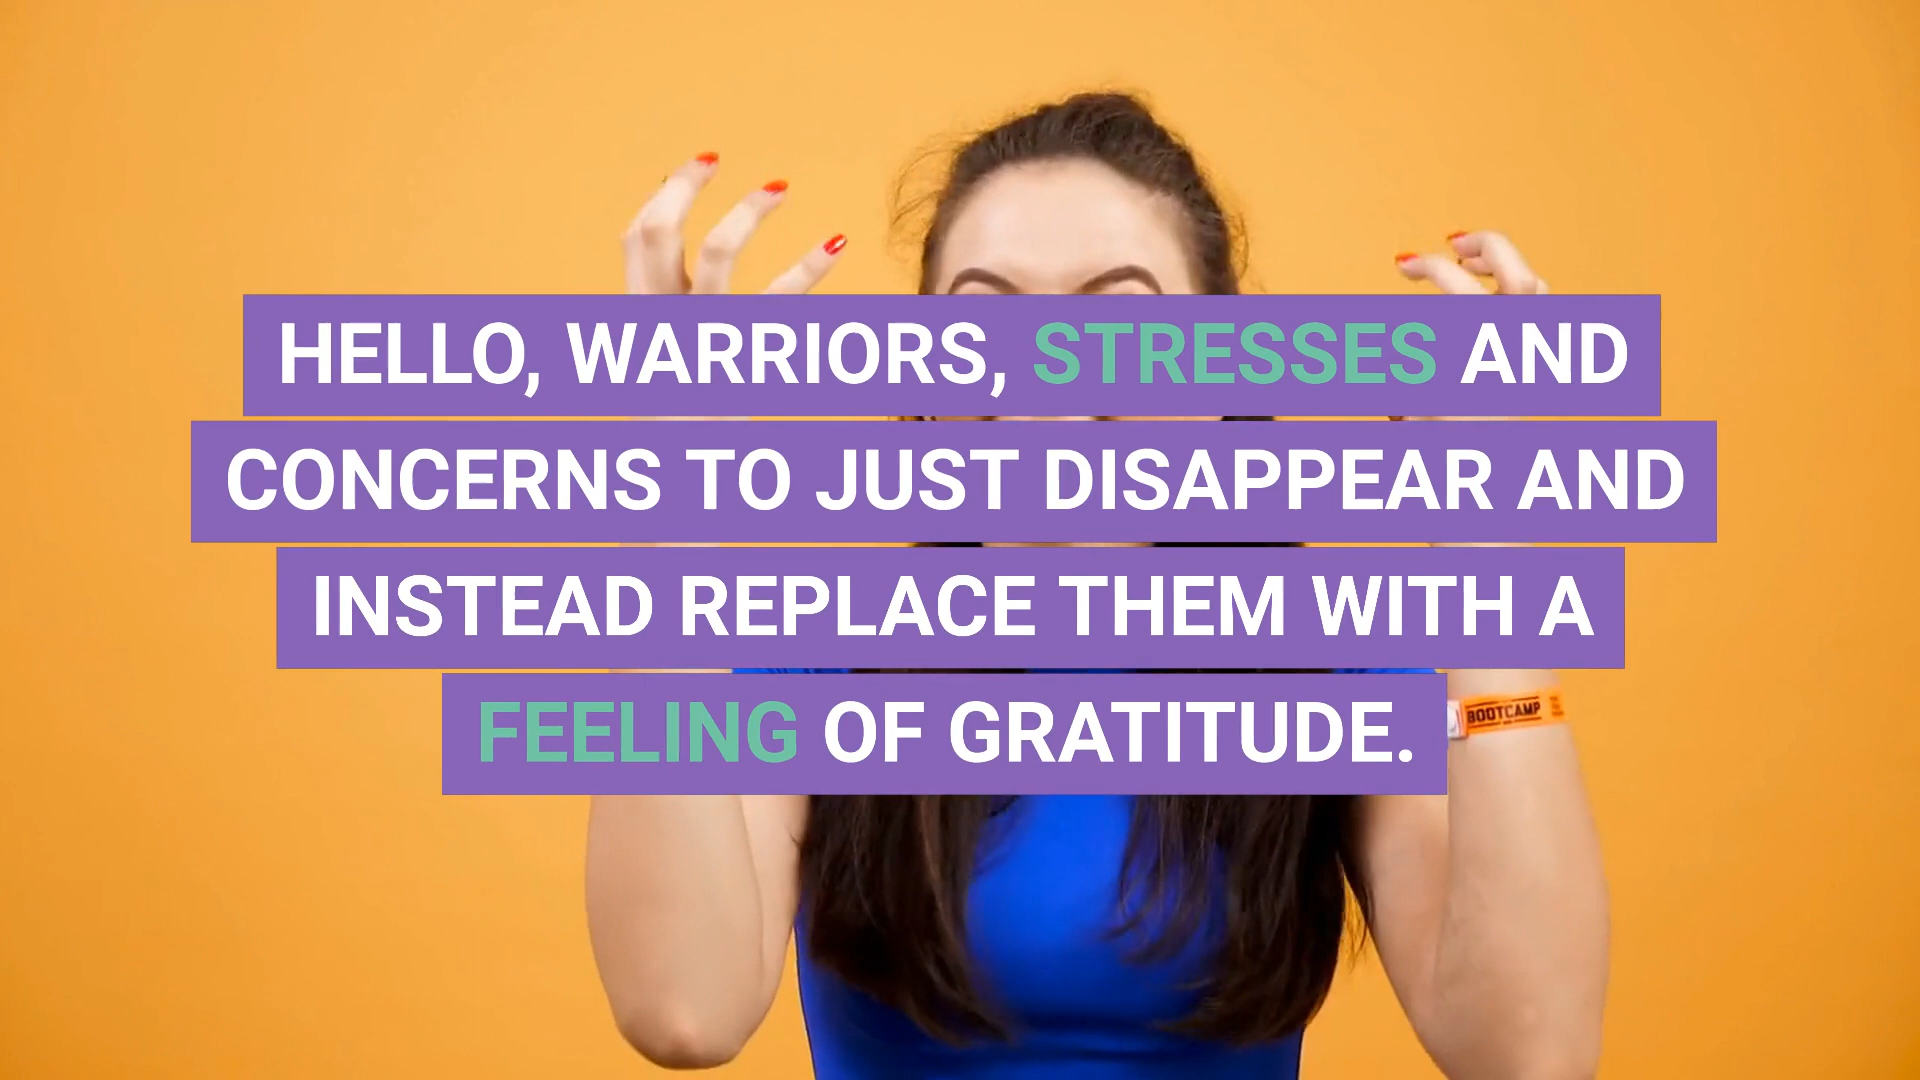 HELLO, WARRIORS, STRESSES AND
CONCERNS TO JUST DISAPPEAR AND
INSTEAD REPLACE THEM WITH A
FEELING OF GRATITUDE.
BOOTCAMP